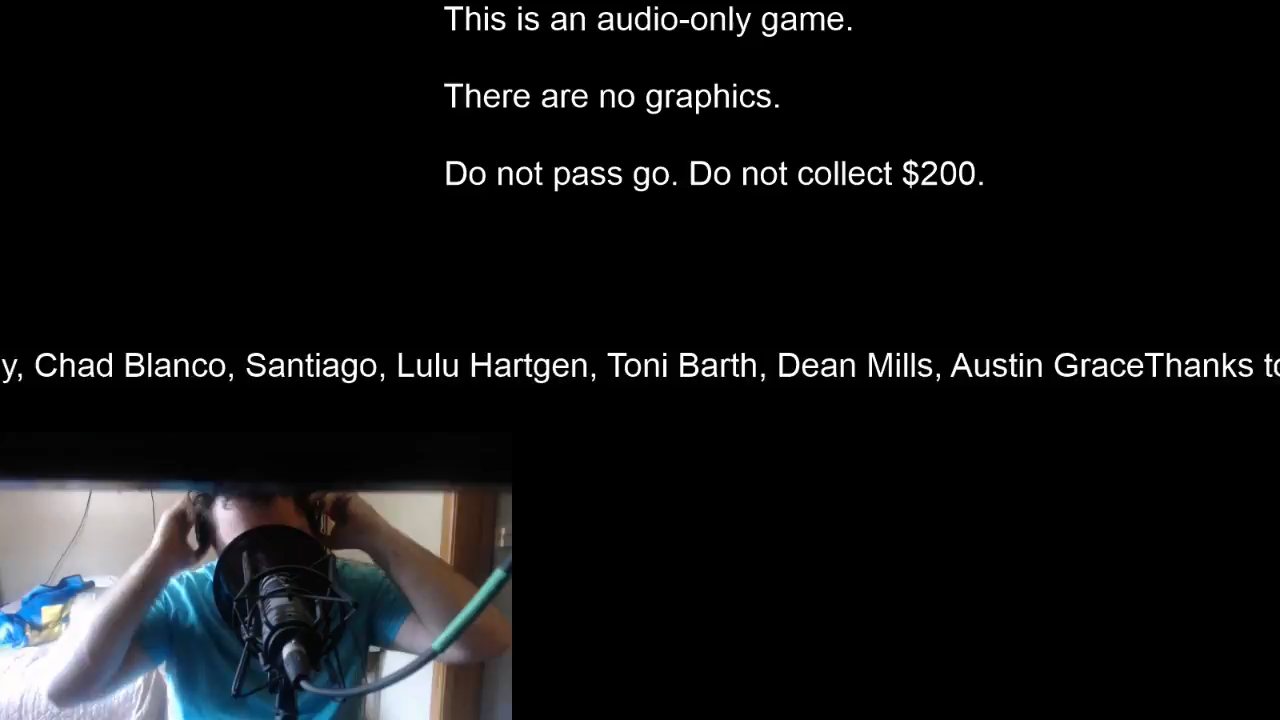 This is an audio-only game.
There are no graphics.
Do not pass go. Do not collect $200.
y, Chad Blanco, Santiago, Lulu Hartgen, Toni Barth, Dean Mills, Austin GraceThanks to